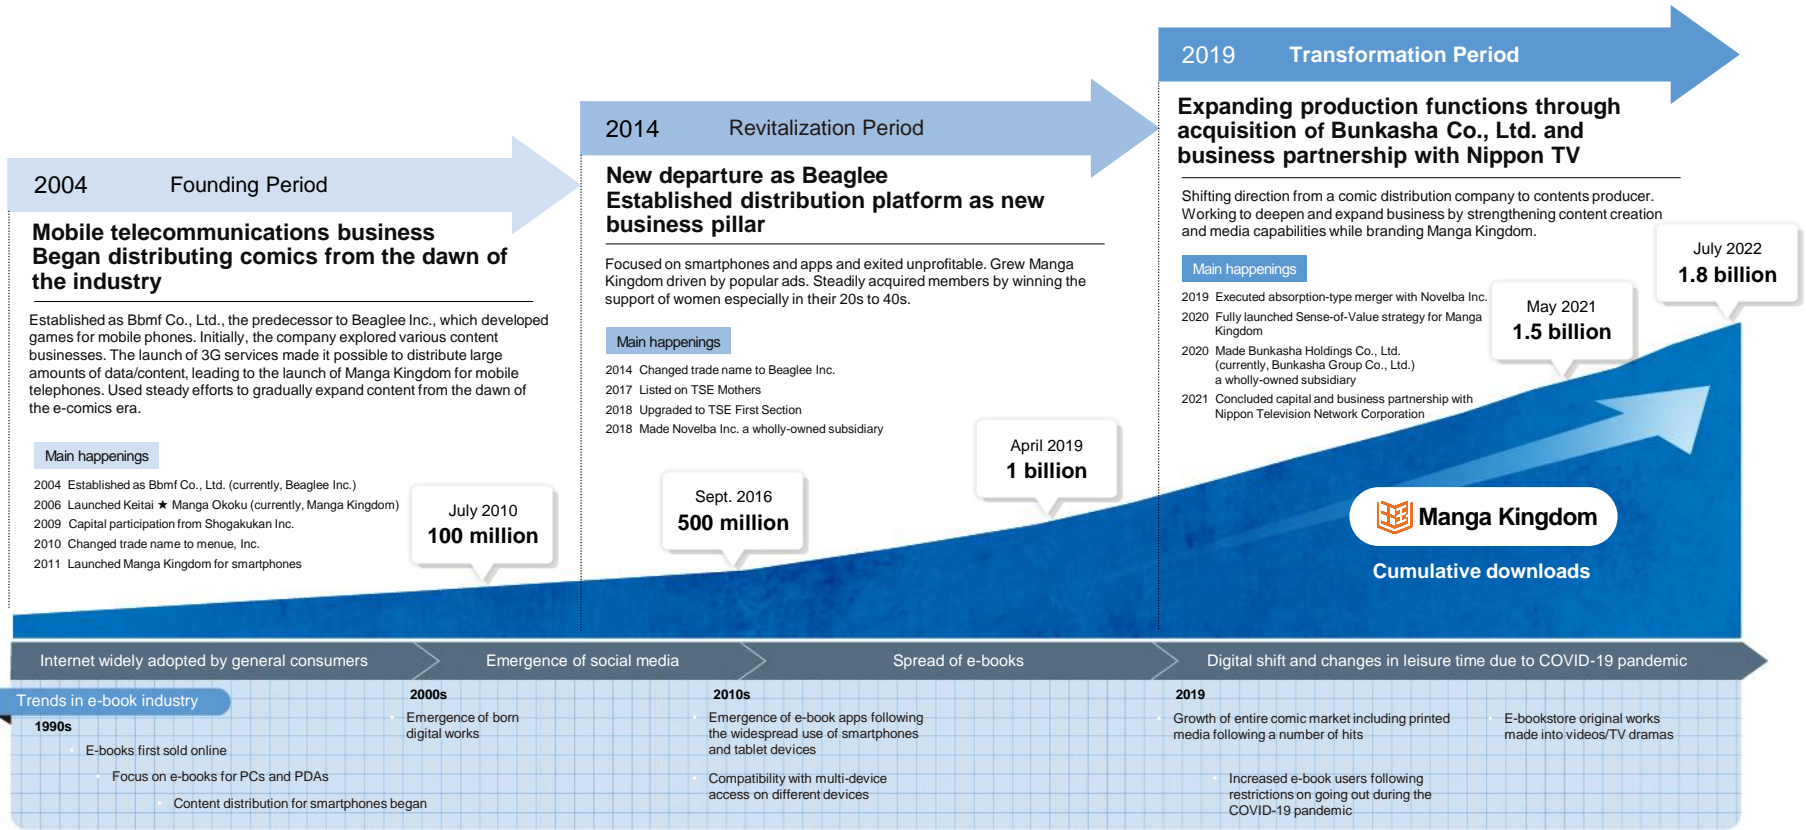 2004 Founding Period
Mobile telecommunications business
Began distributing comics from the dawn of
the industry
Established as Bbmf Co., Ltd., the predecessor to Beaglee Inc., which developed
games for mobile phones. Initially, the company explored various content
businesses. The launch of 3G services made it possible to distribute large
amounts of data/content, leading to the launch of Manga Kingdom for mobile
telephones. Used steady efforts to gradually expand content from the dawn of
the e-comics era.
Main happenings
2004 Established as Bbmf Co., Ltd. (currently, Beaglee Inc.)
2006 Launched Keitai ★ Manga Okoku (currently, Manga Kingdom)
2009 Capital participation from Shogakukan Inc.
2010 Changed trade name to menue, Inc.
2011 Launched Manga Kingdom for smartphones
July 2010
100 million
2014 Revitalization Period
New departure as Beaglee
Established distribution platform as new
business pillar
Focused on smartphones and apps and exited unprofitable. Grew Manga
Kingdom driven by popular ads. Steadily acquired members by winning the
support of women especially in their 20s to 40s.
Main happenings
2014 Changed trade name to Beaglee Inc.
2017 Listed on TSE Mothers
2018 Upgraded to TSE First Section
2018 Made Novelba Inc. a wholly-owned subsidiary
Sept. 2016
500 million
April 2019
1 billion
2019 Transformation Period
Expanding production functions through
acquisition of Bunkasha Co., Ltd. and
business partnership with Nippon TV
Shifting direction from a comic distribution company to contents producer.
Working to deepen and expand business by strengthening content creation
and media capabilities while branding Manga Kingdom.
Main happenings
2019 Executed absorption-type merger with Novelba Inc.
2020 Fully launched Sense-of-Value strategy for Manga
Kingdom
2020 Made Bunkasha Holdings Co., Ltd.
(currently, Bunkasha Group Co., Ltd.)
a wholly-owned subsidiary
2021 Concluded capital and business partnership with
Nippon Television Network Corporation
May 2021
1.5 billion
July 2022
1.8 billion
Manga Kingdom
Cumulative downloads
Internet widely adopted by general consumers
Emergence of social media
Spread of e-books
Digital shift and changes in leisure time due to COVID-19 pandemic
Trends in e-book industry
1990s
E-books first sold online
Focus on e-books for PCs and PDAs
Content distribution for smartphones began
2000s
Emergence of born
digital works
2010s
Emergence of e-book apps following
the widespread use of smartphones
and tablet devices
Compatibility with multi-device
access on different devices
2019
Growth of entire comic market including printed
media following a number of hits
Increased e-book users following
restrictions on going out during the
COVID-19 pandemic
E-bookstore original works
made into videos/TV dramas